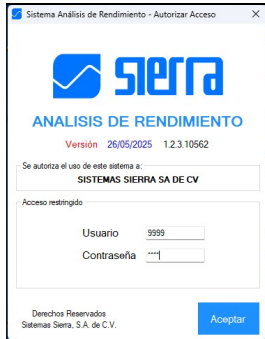 Sistema Análisis de Rendimiento - Autorizar Acceso
sierra
ANALISIS DE RENDIMIENTO
Versión 26/05/2025 1.2.3.10562
Se autoriza el uso de este sistema a:
SISTEMAS SIERRA SA DE CV
Acceso restringido
Usuario 9999
Contraseña ****
Derechos Reservados
Sistemas Sierra, S.A. de C.V.
Aceptar